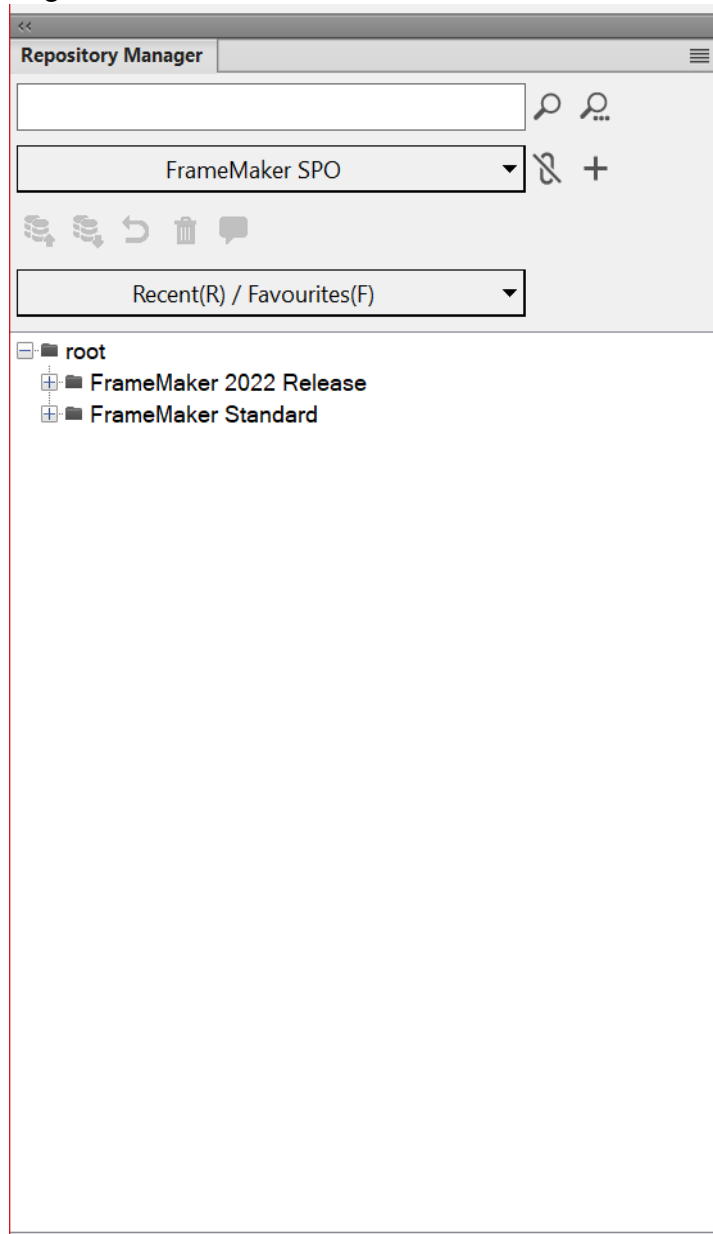 <<
Repository Manager
FrameMaker SPO
Recent(R) / Favourites(F)
root
FrameMaker 2022 Release
FrameMaker Standard